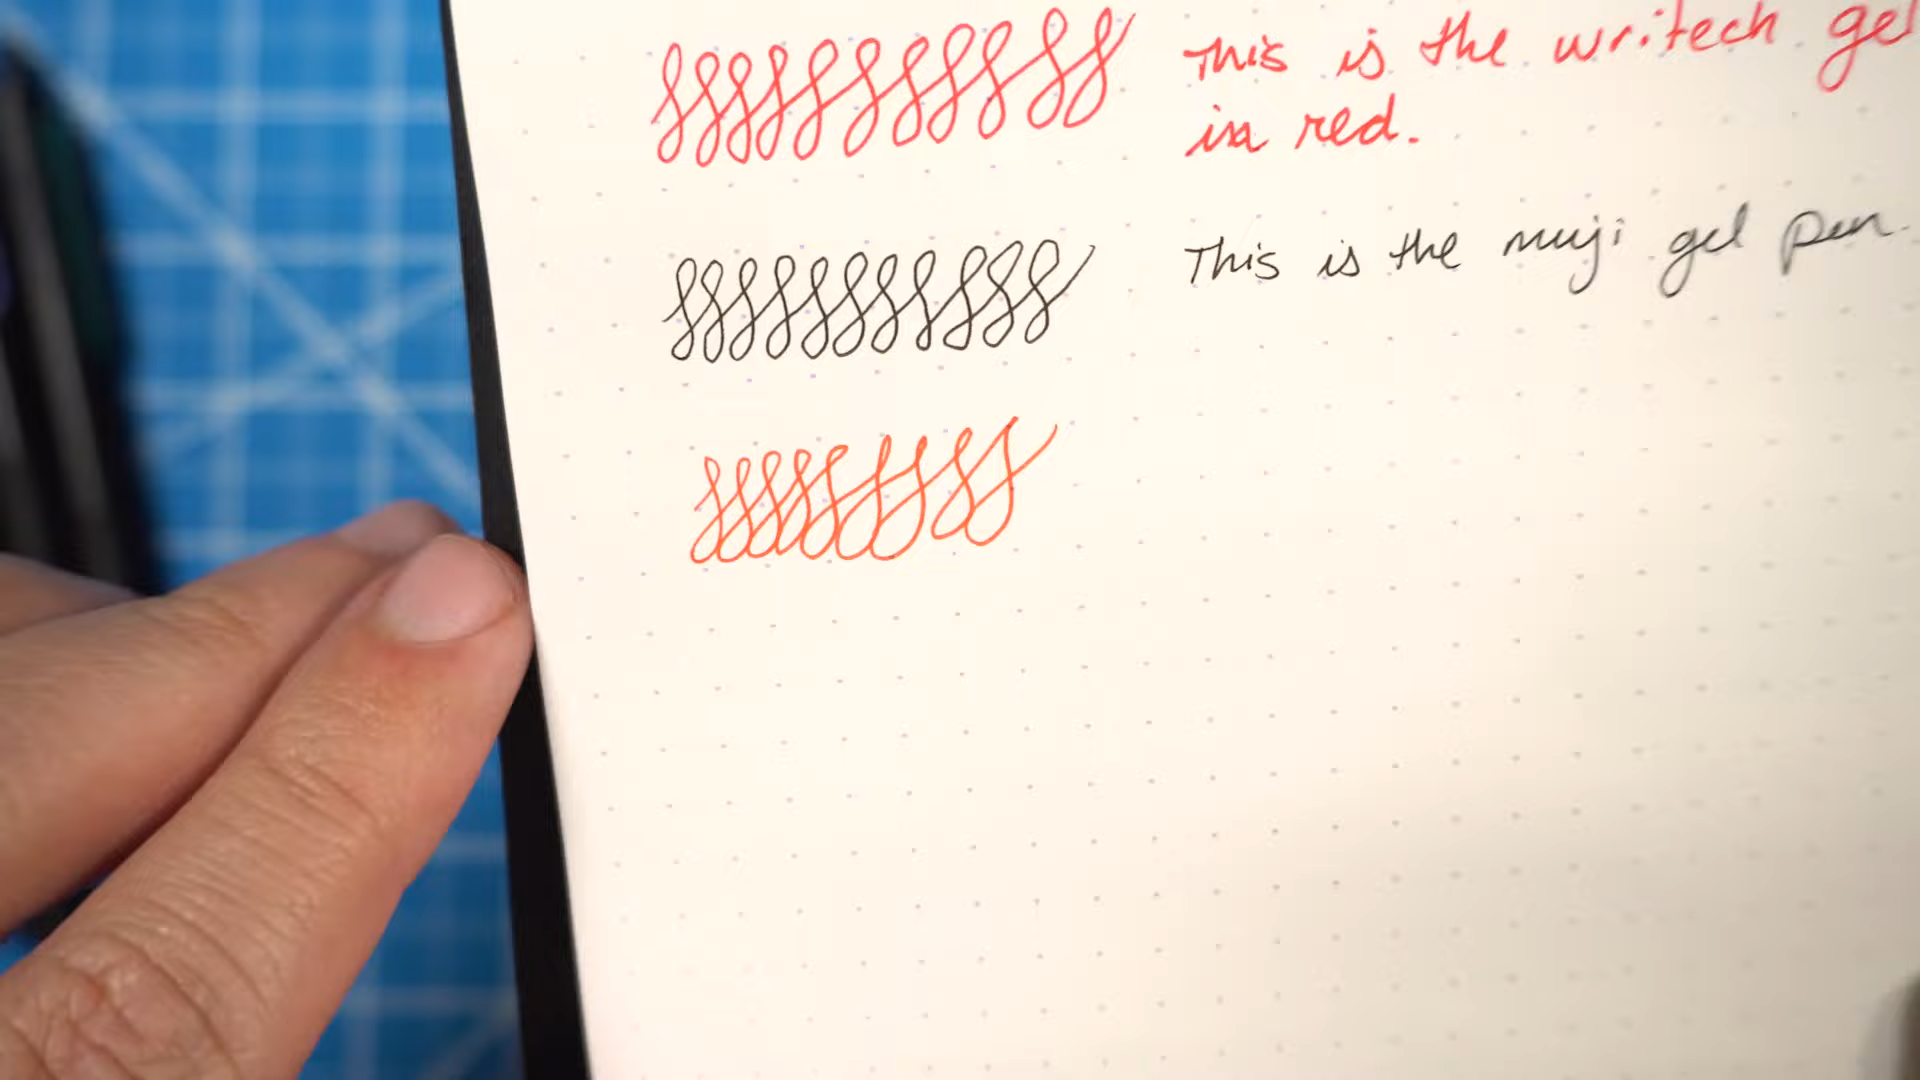 This is the writech gel
in red.
This is the muji gel pen.